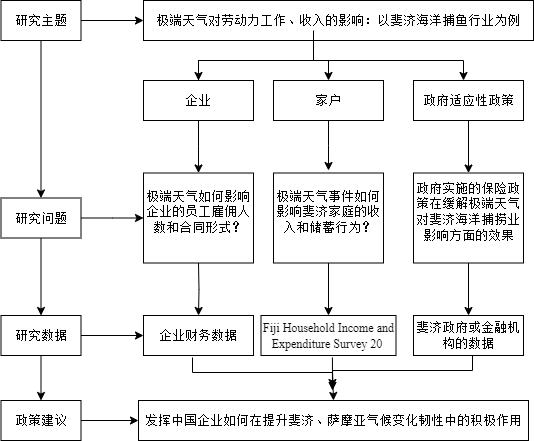 研究主题
极端天气对劳动力工作、收入的影响：以斐济海洋捕鱼行业为例
企业
家户
政府适应性政策
研究问题
极端天气如何影响
企业的员工雇佣人
数和合同形式？
极端天气事件如何
影响斐济家庭的收
入和储蓄行为？
政府实施的保险政
策在缓解极端天气
对斐济海洋捕捞业
影响方面的效果
研究数据
企业财务数据
Fiji Household Income and
Expenditure Survey 20
斐济政府或金融机
构的数据
政策建议
发挥中国企业如何在提升斐济、萨摩亚气候变化韧性中的积极作用